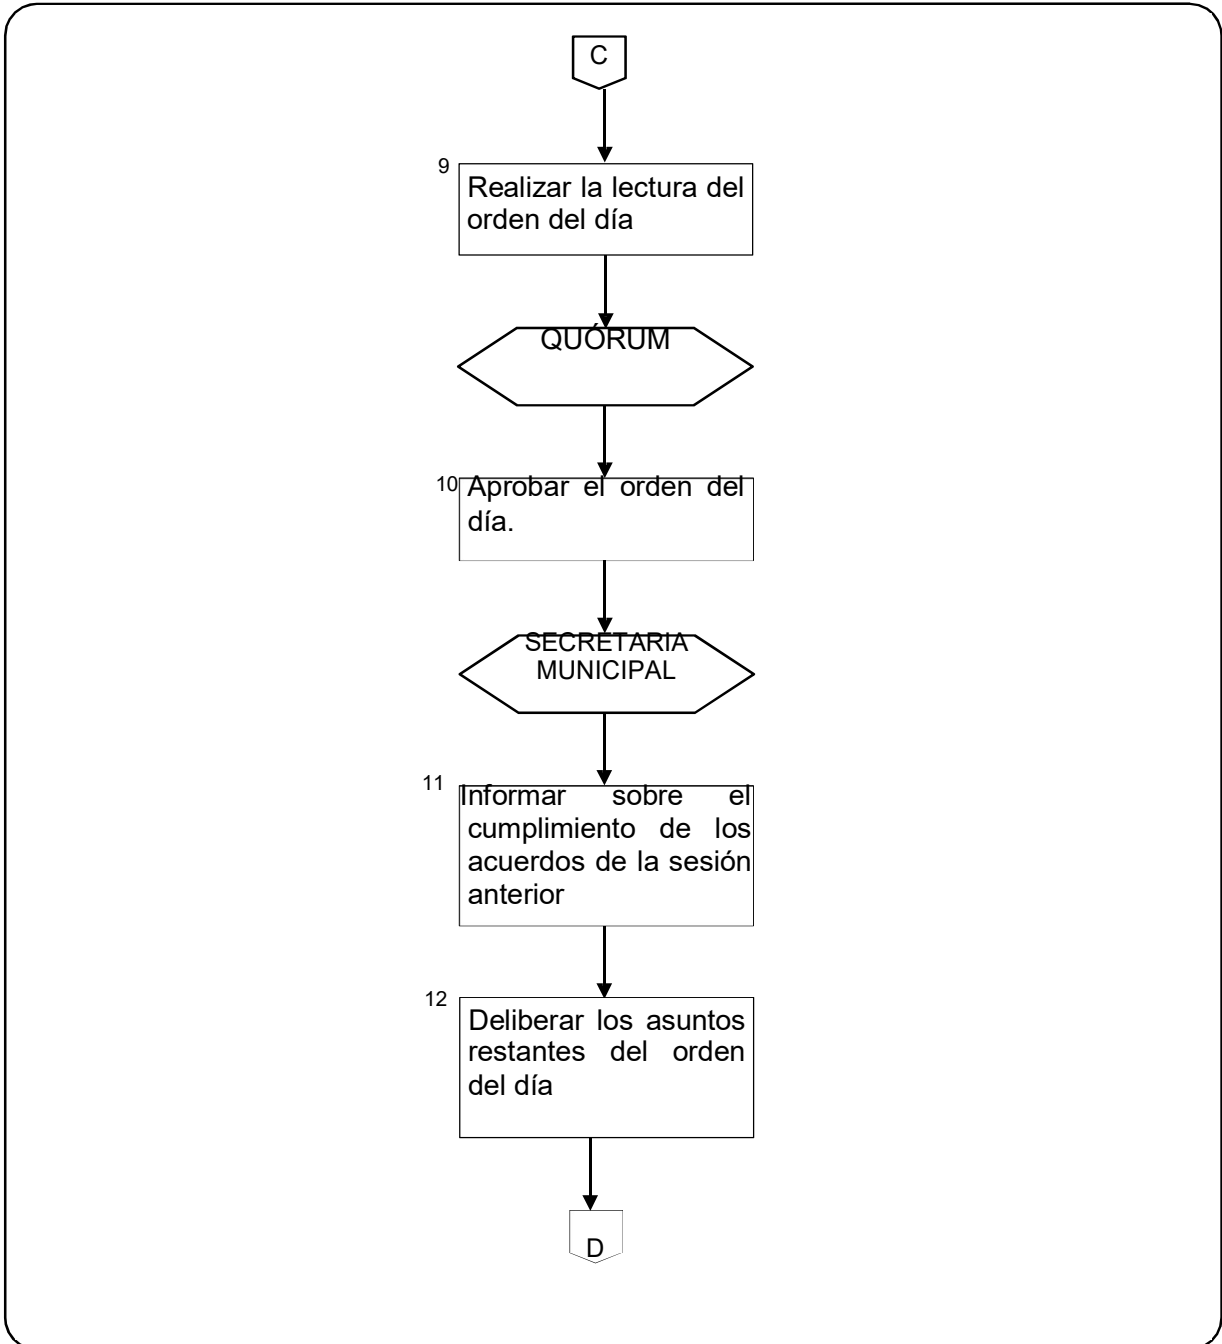 C
9
Realizar la lectura del
orden del día
QUÓRUM
10
Aprobar el orden del
día.
SECRETARIA
MUNICIPAL
11
Informar sobre el
cumplimiento de los
acuerdos de la sesión
anterior
12
Deliberar los asuntos
restantes del orden
del día
D